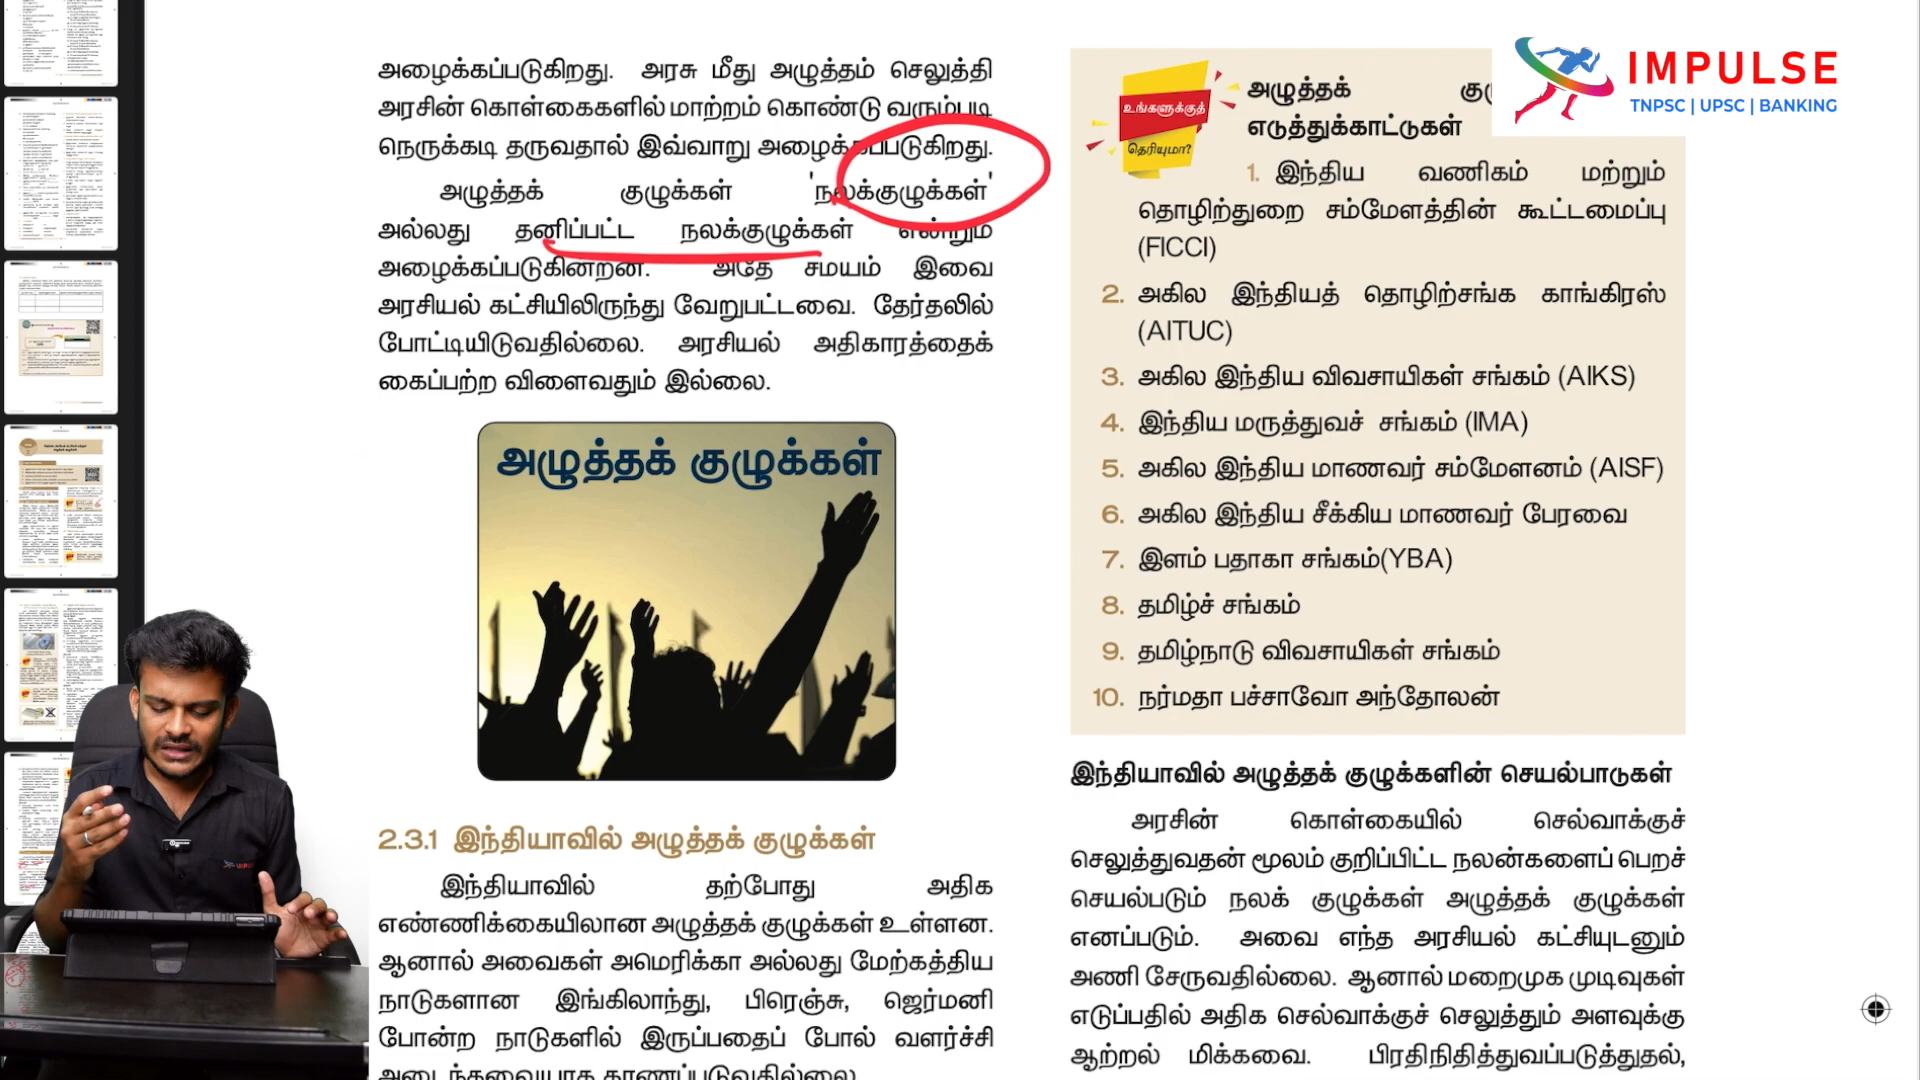 அழைக்கப்படுகிறது. அரசு மீது அழுத்தம் செலுத்தி
அரசின் கொள்கைகளில் மாற்றம் கொண்டு வரும்படி
நெருக்கடி தருவதால் இவ்வாறு அழைக்கப்படுகிறது.
அழுத்தக் குழுக்கள் 'நலக்குழுக்கள்'
அல்லது தனிப்பட்ட நலக்குழுக்கள் என்றும்
அழைக்கப்படுகின்றன. அதே சமயம் இவை
அரசியல் கட்சியிலிருந்து வேறுபட்டவை. தேர்தலில்
போட்டியிடுவதில்லை. அரசியல் அதிகாரத்தைக்
கைப்பற்ற விளைவதும் இல்லை.
அழுத்தக் குழுக்கள்
2.3.1 இந்தியாவில் அழுத்தக் குழுக்கள்
இந்தியாவில் தற்போது அதிக
எண்ணிக்கையிலான அழுத்தக் குழுக்கள் உள்ளன.
ஆனால் அவைகள் அமெரிக்கா அல்லது மேற்கத்திய
நாடுகளான இங்கிலாந்து, பிரெஞ்சு, ஜெர்மனி
போன்ற நாடுகளில் இருப்பதைப் போல் வளர்ச்சி
உங்களுக்குத்
தெரியுமா?
அழுத்தக்
எடுத்துக்காட்டுகள்
1. இந்திய வணிகம் மற்றும்
தொழிற்துறை சம்மேளத்தின் கூட்டமைப்பு
(FICCI)
2. அகில இந்தியத் தொழிற்சங்க காங்கிரஸ்
(AITUC)
3. அகில இந்திய விவசாயிகள் சங்கம் (AIKS)
4. இந்திய மருத்துவச் சங்கம் (IMA)
5. அகில இந்திய மாணவர் சம்மேளனம் (AISF)
6. அகில இந்திய சீக்கிய மாணவர் பேரவை
7. இளம் பதாகா சங்கம்(YBA)
8. தமிழ்ச் சங்கம்
9. தமிழ்நாடு விவசாயிகள் சங்கம்
10. நர்மதா பச்சாவோ அந்தோலன்
இந்தியாவில் அழுத்தக் குழுக்களின் செயல்பாடுகள்
அரசின் கொள்கையில் செல்வாக்குச்
செலுத்துவதன் மூலம் குறிப்பிட்ட நலன்களைப் பெறச்
செயல்படும் நலக் குழுக்கள் அழுத்தக் குழுக்கள்
எனப்படும். அவை எந்த அரசியல் கட்சியுடனும்
அணி சேருவதில்லை. ஆனால் மறைமுக முடிவுகள்
எடுப்பதில் அதிக செல்வாக்குச் செலுத்தும் அளவுக்கு
ஆற்றல் மிக்கவை. பிரதிநிதித்துவப்படுத்துதல்,
IMPULSE
TNPSC | UPSC | BANKING